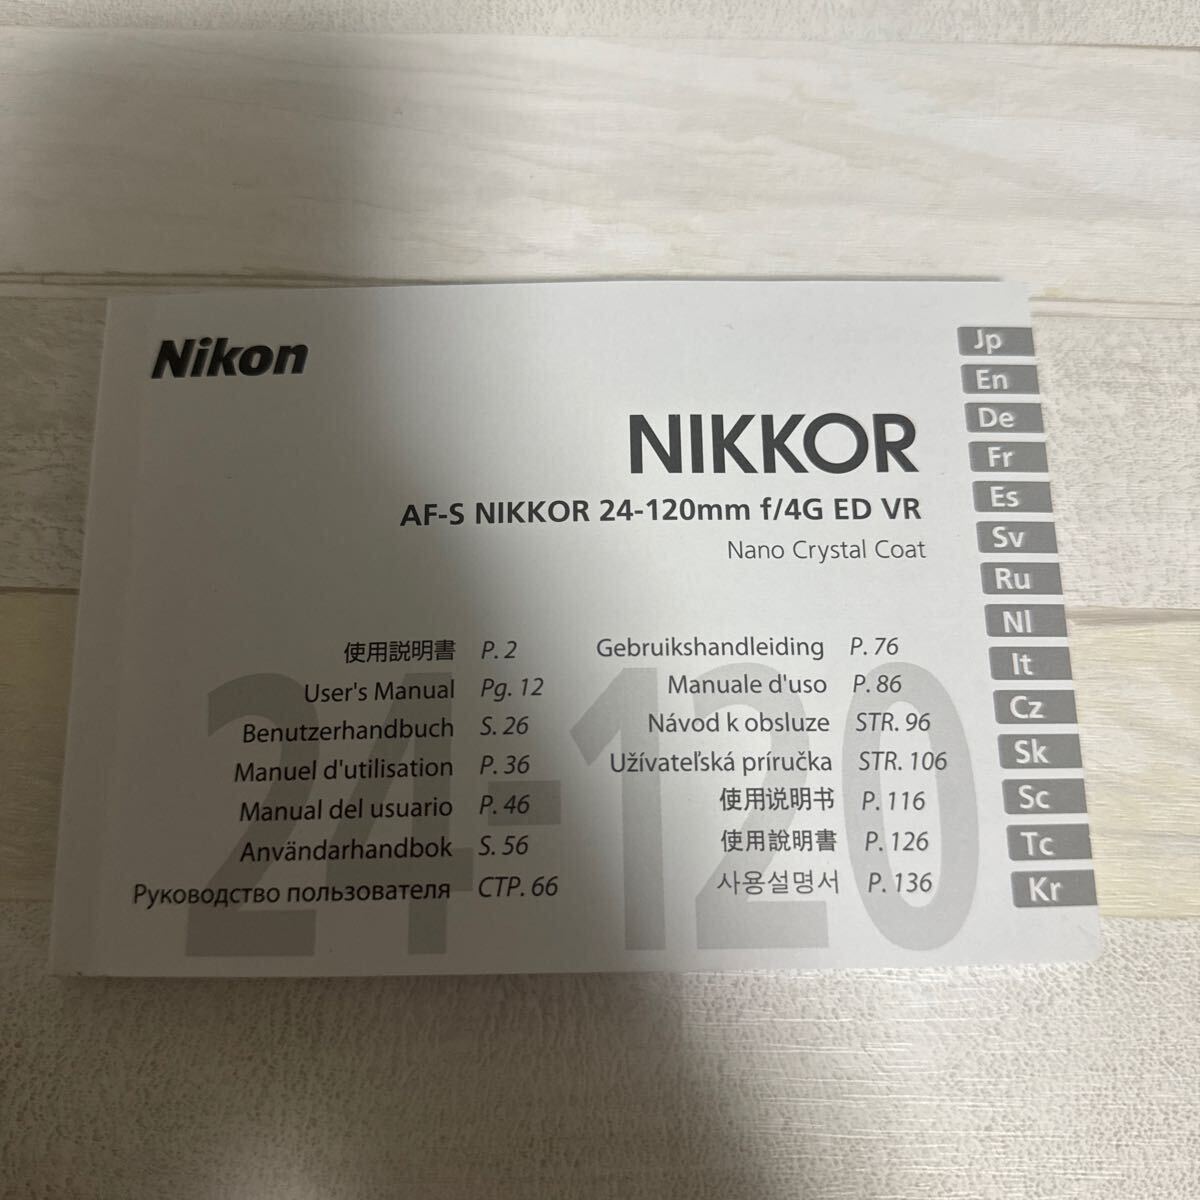 Nikon
NIKKOR
AF-S NIKKOR 24-120mm f/4G ED VR
Nano Crystal Coat
24-120
使用説明書 P. 2
User's Manual Pg. 12
Benutzerhandbuch S. 26
Manuel d'utilisation P. 36
Manual del usuario P. 46
Användarhandbok S. 56
Руководство пользователя СТР. 66
Gebruikshandleiding P. 76
Manuale d'uso P. 86
Návod k obsluze STR. 96
Užívateľská príručka STR. 106
使用说明书 P. 116
使用說明書 P. 126
사용설명서 P. 136
Jp
En
De
Fr
Es
Sv
Ru
Nl
It
Cz
Sk
Sc
Tc
Kr